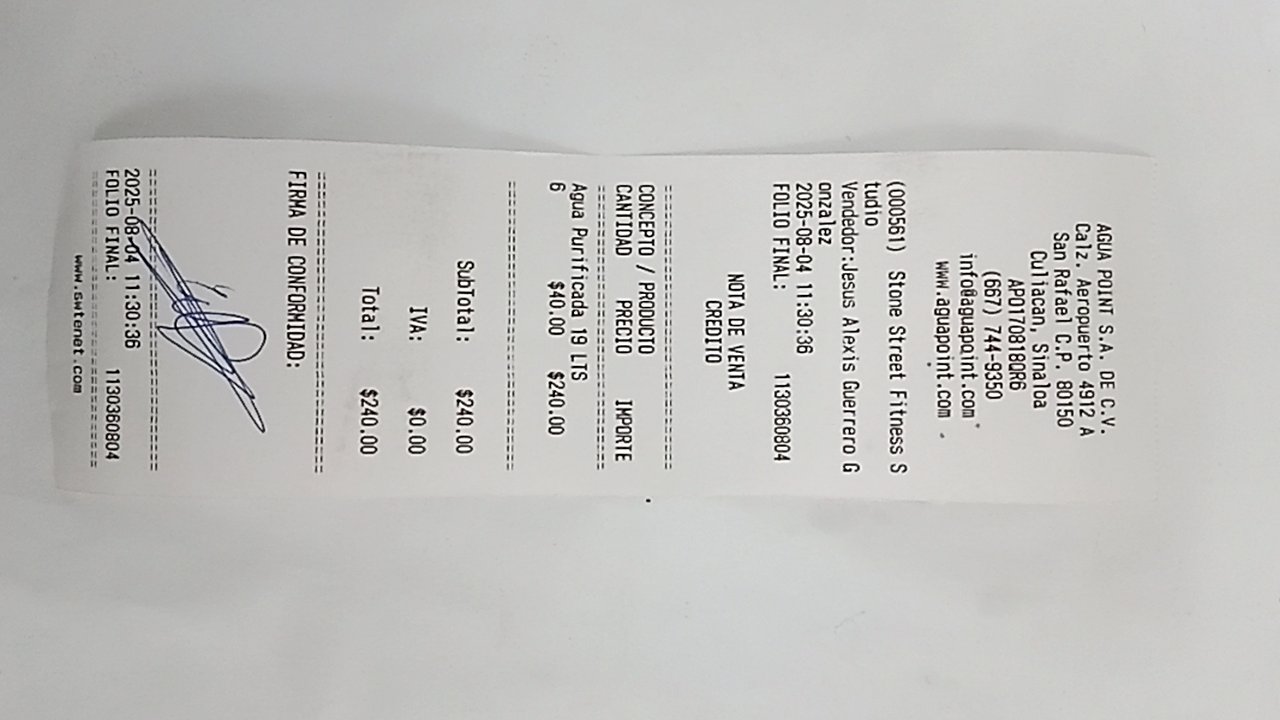 AGUA POINT S.A. DE C.V.
Calz. Aeropuerto 4912 A
San Rafael C.P. 80150
Culiacan, Sinaloa
APO170818QR6
(667) 744-9350
info@aguapoint.com
www.aguapoint.com
(000561) Stone Street Fitness S
tudio
Vendedor:Jesus Alexis Guerrero G
onzalez
2025-08-04 11:30:36
FOLIO FINAL: 1130360804
NOTA DE VENTA
CREDITO
================================
CONCEPTO / PRODUCTO
CANTIDAD PRECIO IMPORTE
================================
Agua Purificada 19 LTS
6 $40.00 $240.00
================================
SubTotal: $240.00
IVA: $0.00
Total: $240.00
================================
FIRMA DE CONFORMIDAD:
================================
2025-08-04 11:30:36
FOLIO FINAL: 1130360804
================================
www.gwtenet.com